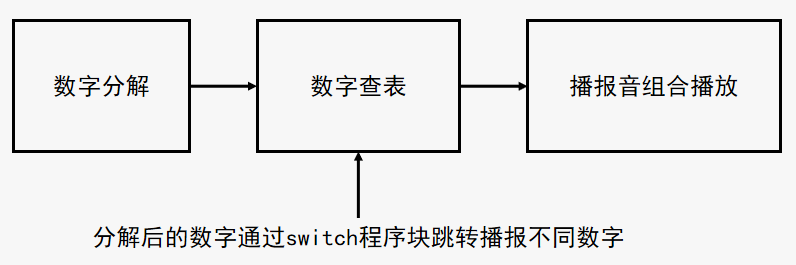 数字分解
数字查表
播报音组合播放
分解后的数字通过switch程序块跳转播报不同数字